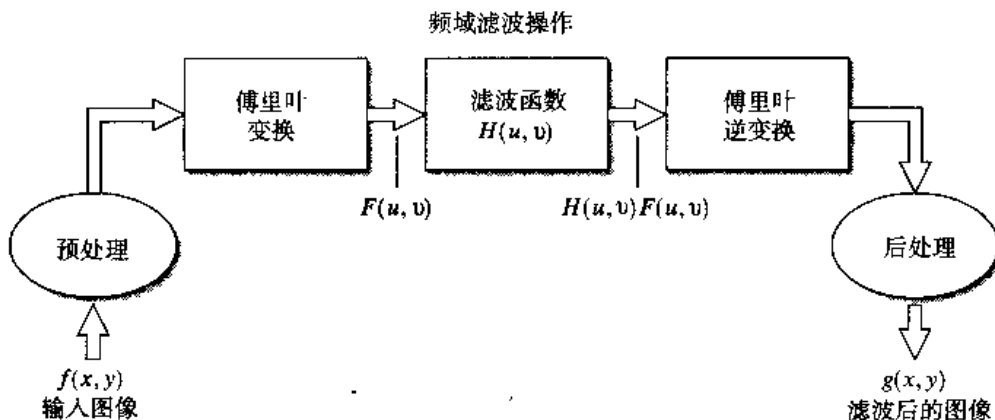 频域滤波操作
傅里叶
变换
滤波函数
H(u, υ)
傅里叶
逆变换
F(u, υ)
H(u, υ)F(u, υ)
预处理
后处理
f(x, y)
输入图像
g(x, y)
滤波后的图像